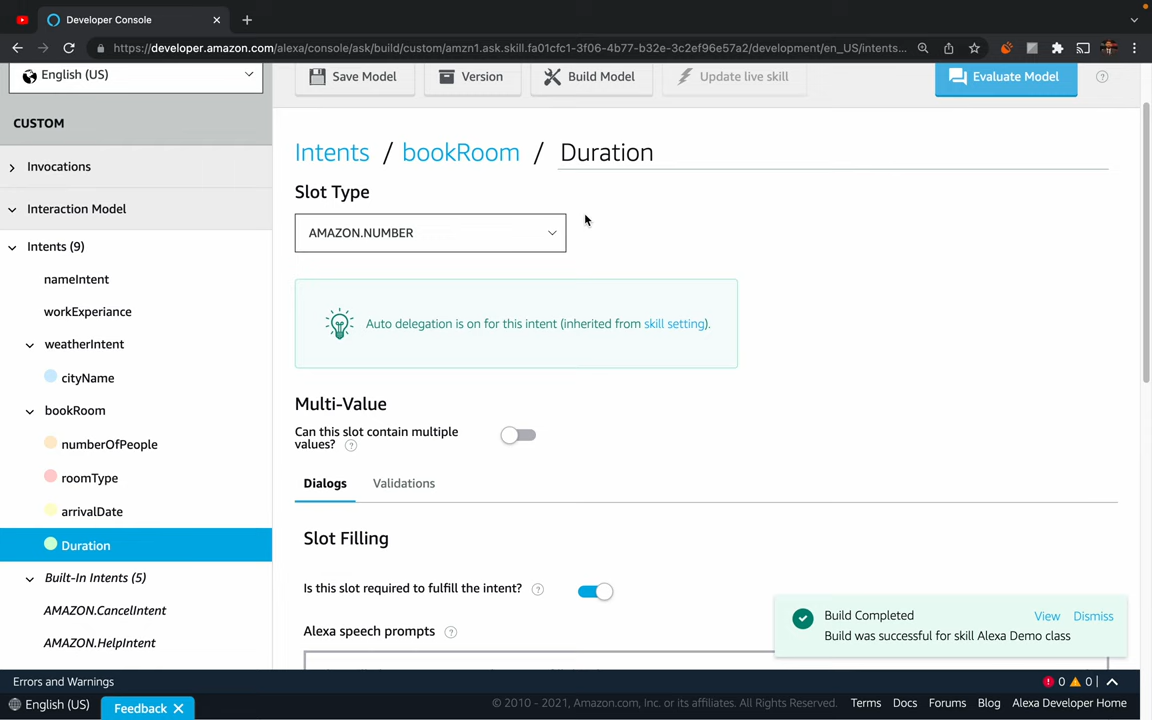 Developer Console
https://developer.amazon.com/alexa/console/ask/build/custom/amzn1.ask.skill.fa01cfc1-3f06-4b77-b32e-3c2ef96e57a2/development/en_US/intents...
English (US)
Save Model
Version
Build Model
Update live skill
Evaluate Model
?
CUSTOM
Invocations
Interaction Model
Intents (9)
nameIntent
workExperiance
weatherIntent
cityName
bookRoom
numberOfPeople
roomType
arrivalDate
Duration
Built-In Intents (5)
AMAZON.CancelIntent
AMAZON.HelpIntent
Intents / bookRoom / Duration
Slot Type
AMAZON.NUMBER
Auto delegation is on for this intent (inherited from skill setting).
Multi-Value
Can this slot contain multiple
values? ?
Dialogs
Validations
Slot Filling
Is this slot required to fulfill the intent? ?
Alexa speech prompts ?
Build Completed
View
Dismiss
Build was successful for skill Alexa Demo class
Errors and Warnings
! 0
0 |
English (US)
Feedback
© 2010 - 2021, Amazon.com, Inc. or its affiliates. All Rights Reserved.
Terms
Docs
Forums
Blog
Alexa Developer Home